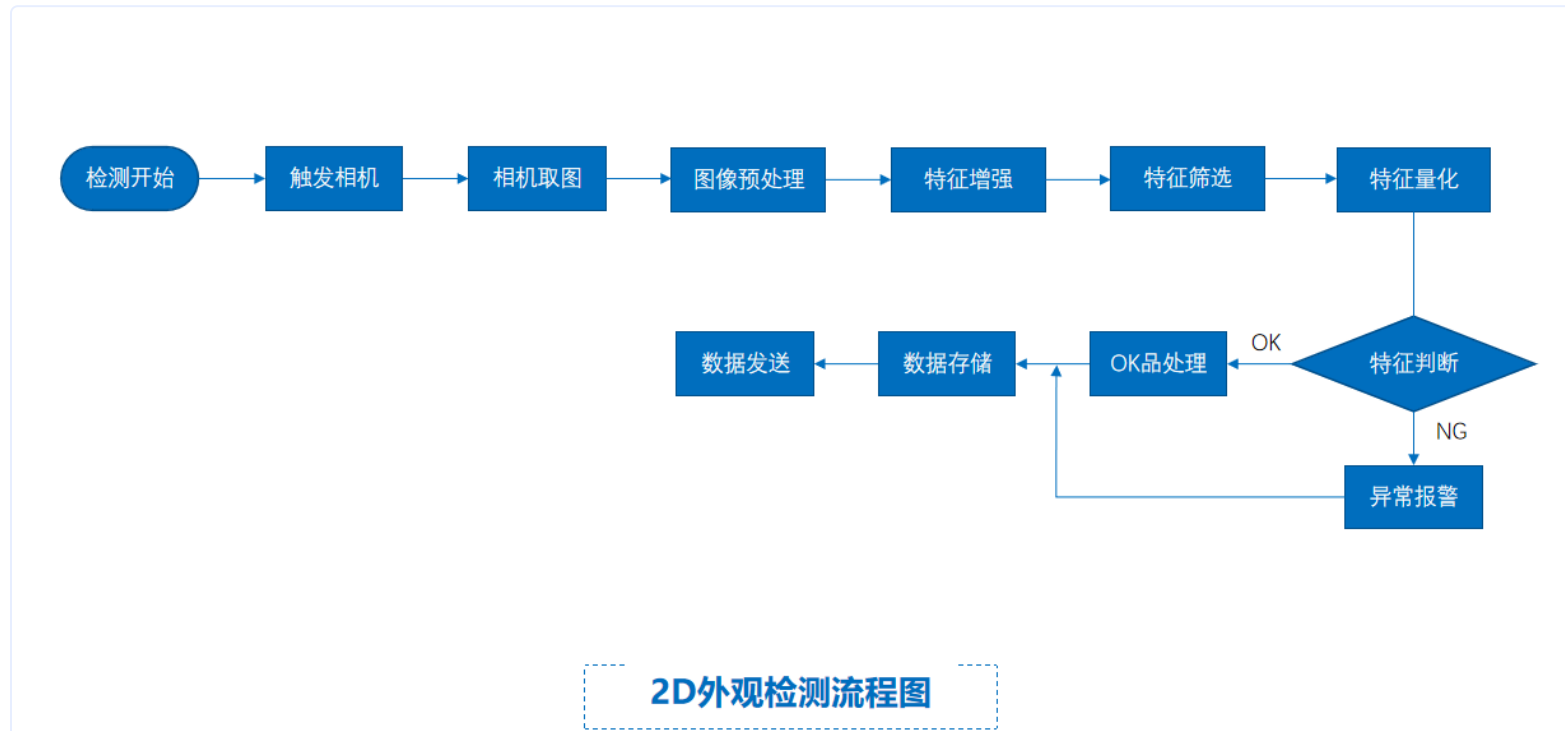 检测开始
触发相机
相机取图
图像预处理
特征增强
特征筛选
特征量化
特征判断
OK
OK品处理
数据存储
数据发送
NG
异常报警
2D外观检测流程图